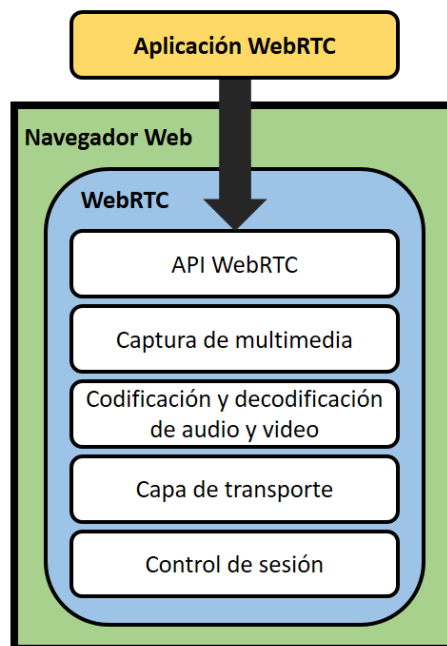 Aplicación WebRTC
Navegador Web
WebRTC
API WebRTC
Captura de multimedia
Codificación y decodificación
de audio y video
Capa de transporte
Control de sesión